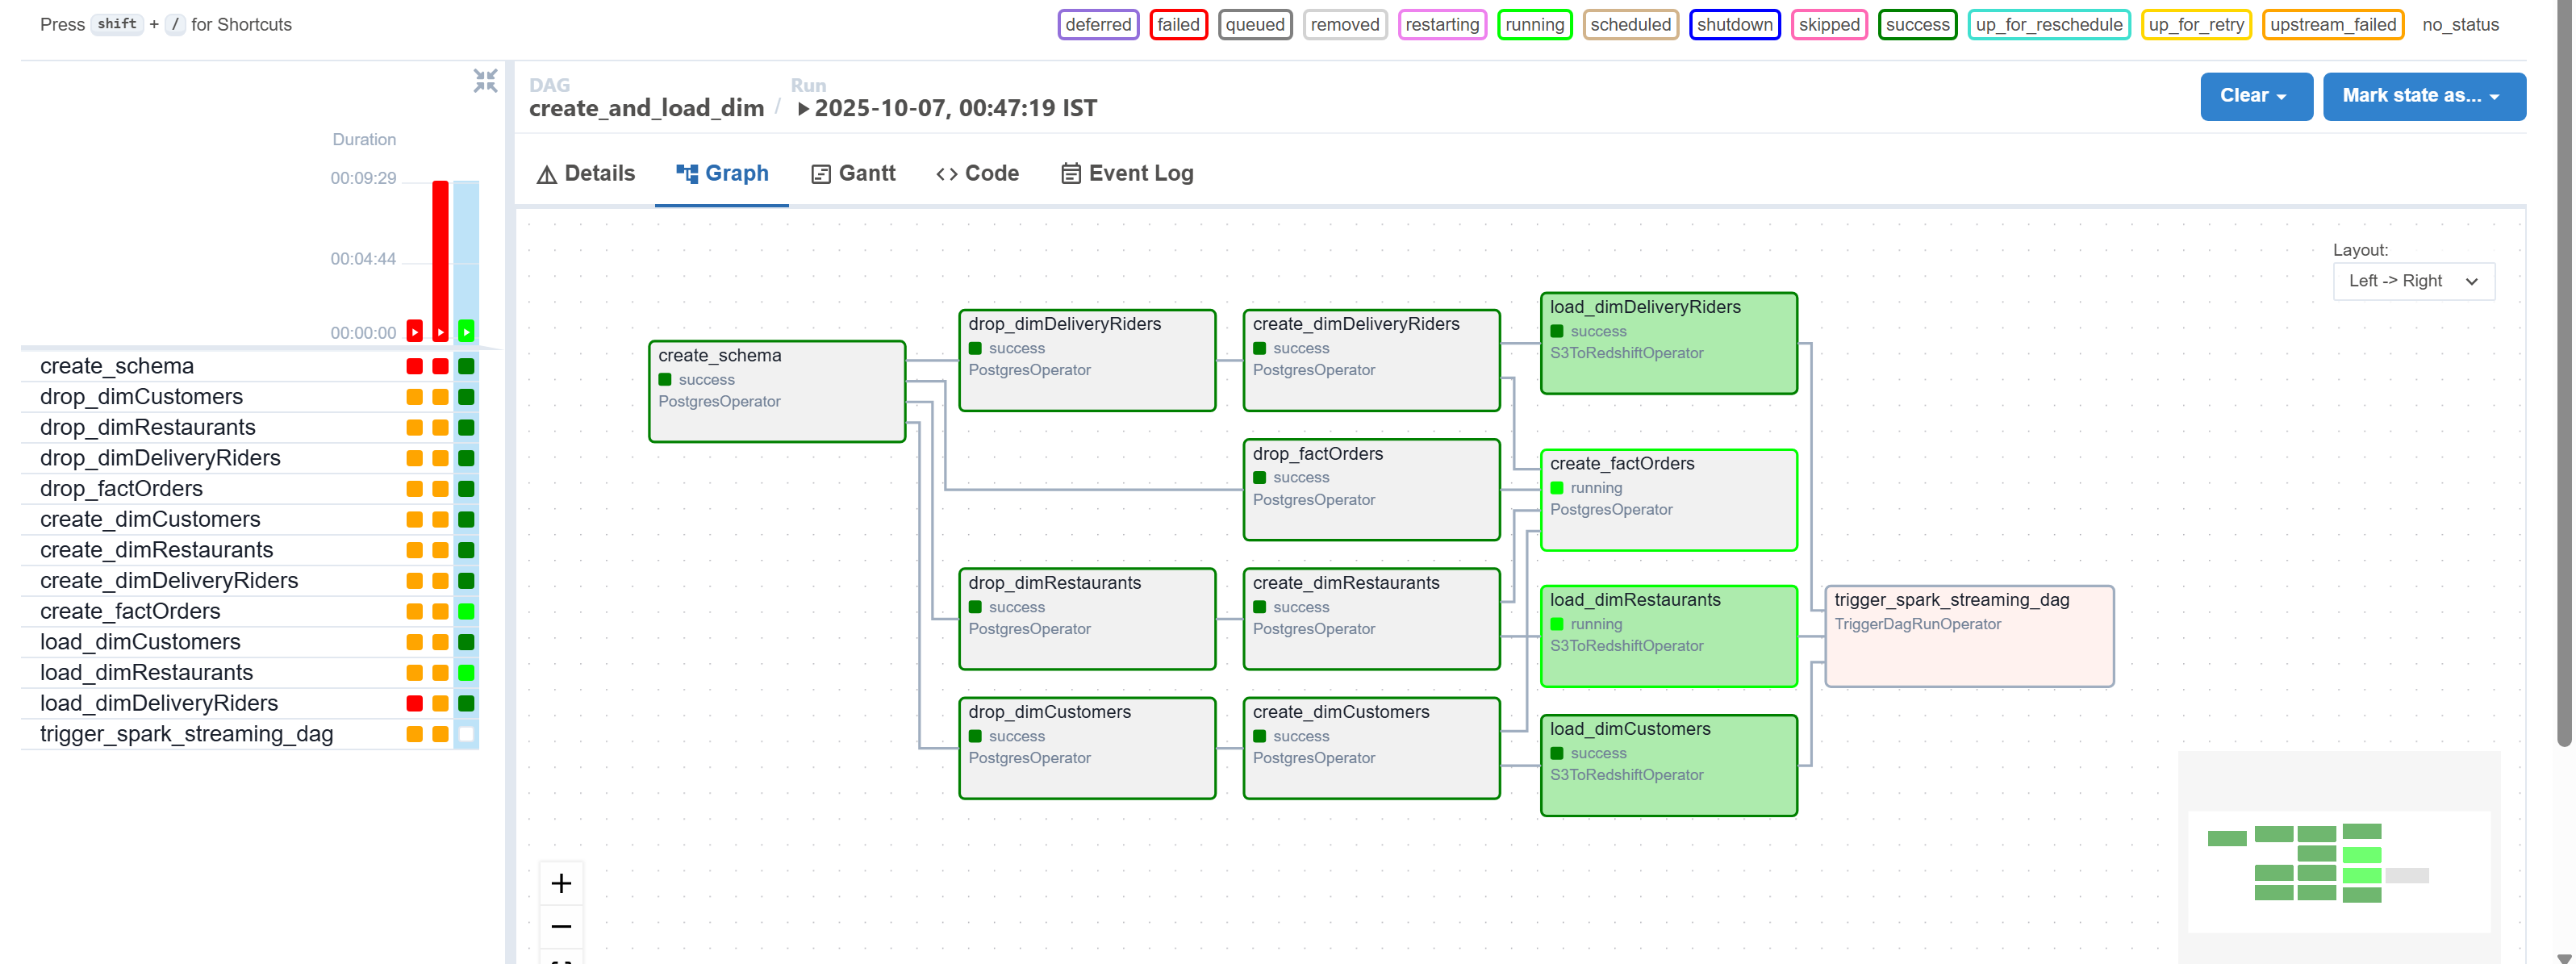 Press shift + / for Shortcuts
deferred failed queued removed restarting running scheduled shutdown skipped success up_for_reschedule up_for_retry upstream_failed no_status
DAG
create_and_load_dim
/
Run
2025-10-07, 00:47:19 IST
Clear
Mark state as...
Duration
00:09:29
00:04:44
00:00:00
create_schema
drop_dimCustomers
drop_dimRestaurants
drop_dimDeliveryRiders
drop_factOrders
create_dimCustomers
create_dimRestaurants
create_dimDeliveryRiders
create_factOrders
load_dimCustomers
load_dimRestaurants
load_dimDeliveryRiders
trigger_spark_streaming_dag
Details
Graph
Gantt
Code
Event Log
Layout:
Left -> Right
create_schema
success
PostgresOperator
drop_dimDeliveryRiders
success
PostgresOperator
create_dimDeliveryRiders
success
PostgresOperator
load_dimDeliveryRiders
success
S3ToRedshiftOperator
drop_factOrders
success
PostgresOperator
create_factOrders
running
PostgresOperator
drop_dimRestaurants
success
PostgresOperator
create_dimRestaurants
success
PostgresOperator
load_dimRestaurants
running
S3ToRedshiftOperator
trigger_spark_streaming_dag
TriggerDagRunOperator
drop_dimCustomers
success
PostgresOperator
create_dimCustomers
success
PostgresOperator
load_dimCustomers
success
S3ToRedshiftOperator